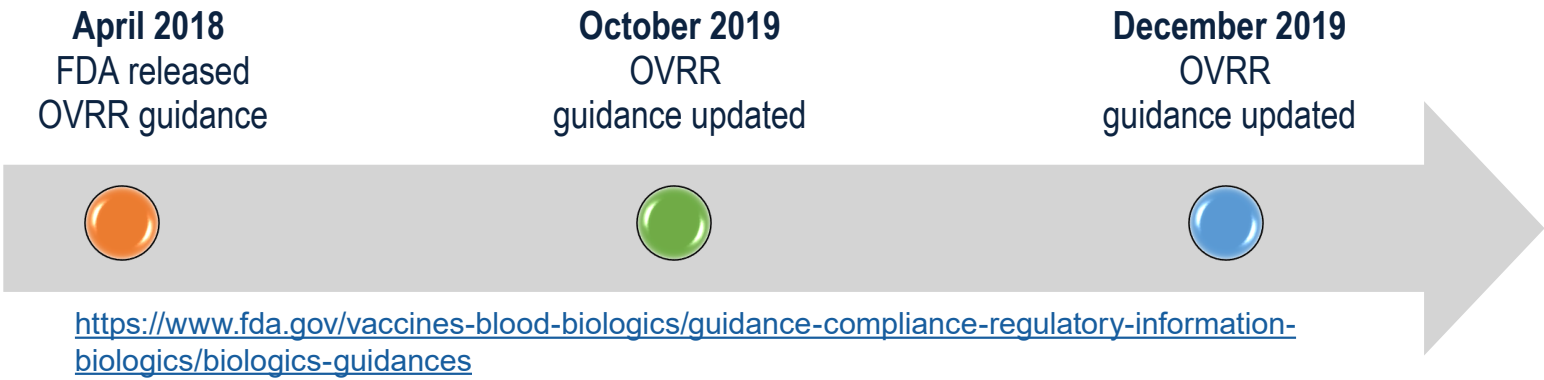 April 2018
FDA released
OVRR guidance
October 2019
OVRR
guidance updated
December 2019
OVRR
guidance updated
https://www.fda.gov/vaccines-blood-biologics/guidance-compliance-regulatory-information-
biologics/biologics-guidances